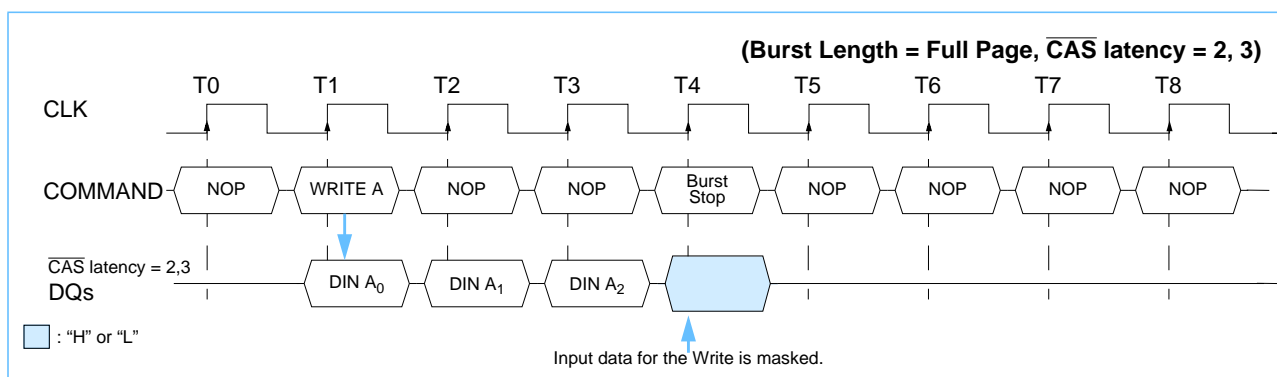 (Burst Length = Full Page, CAS latency = 2, 3)
T0 T1 T2 T3 T4 T5 T6 T7 T8
CLK
COMMAND NOP WRITE A NOP NOP Burst Stop NOP NOP NOP NOP
CAS latency = 2,3
DQs DIN A0 DIN A1 DIN A2
: “H” or “L”
Input data for the Write is masked.